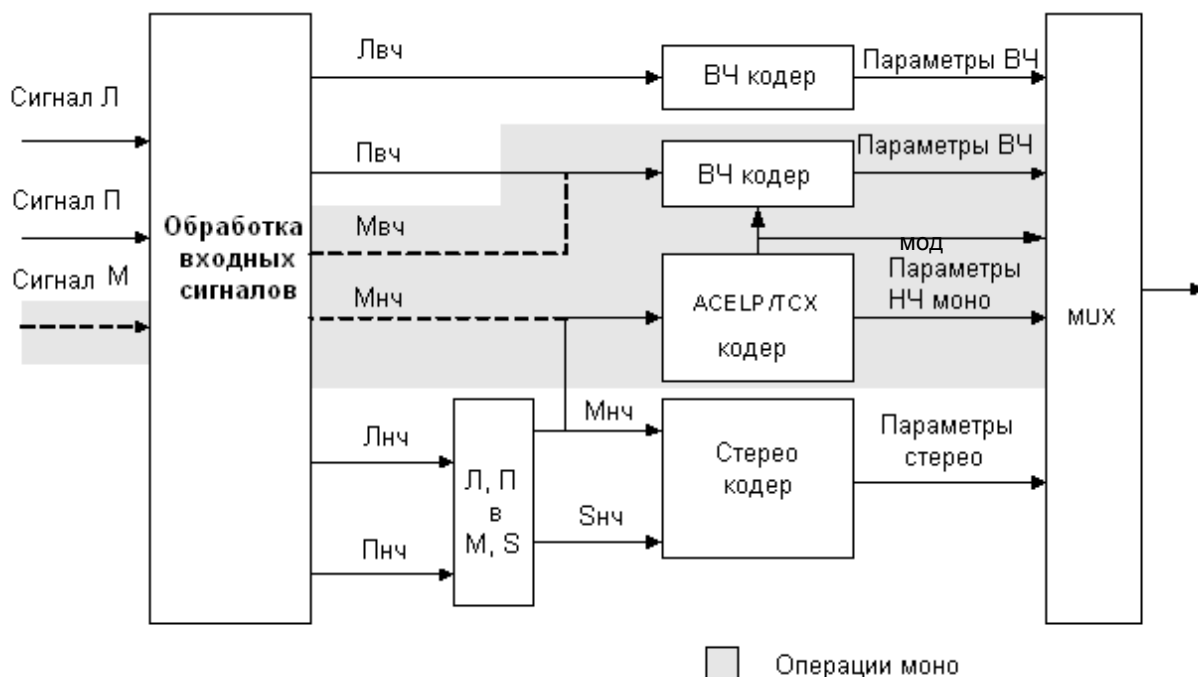 Лвч
ВЧ кодер
Параметры ВЧ
Сигнал Л
Пвч
ВЧ кодер
Параметры ВЧ
Сигнал П
Обработка
входных
сигналов
Мвч
мод
Сигнал М
Мнч
ACELP/TCX
кодер
Параметры
НЧ моно
MUX
Лнч
Л, П
в
М, S
Мнч
Стерео
кодер
Параметры
стерео
Sнч
Пнч
Операции моно